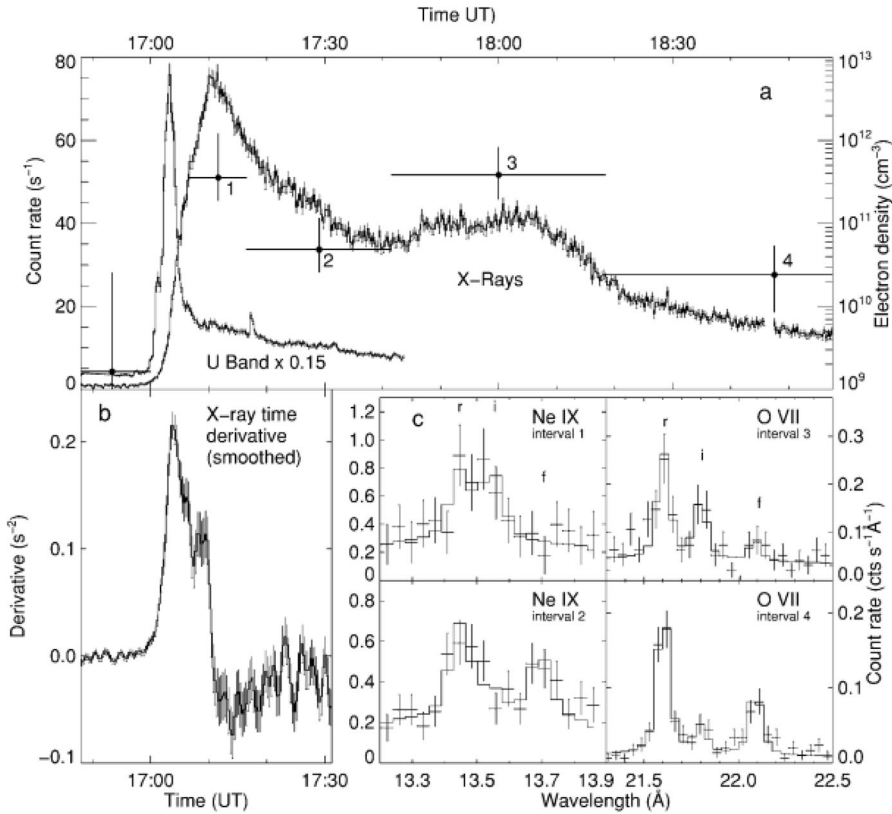 Time UT)
17:00 17:30 18:00 18:30
80 60 40 20 0
Count rate (s⁻¹)
a
1
2
3
4
X−Rays
U Band x 0.15
10¹³ 10¹² 10¹¹ 10¹⁰ 10⁹
Electron density (cm⁻³)
b
X−ray time
derivative
(smoothed)
0.2 0.1 0.0 −0.1
Derivative (s⁻²)
17:00 17:30
Time (UT)
c
r i f
Ne IX
interval 1
1.2 1.0 0.8 0.6 0.4 0.2 0
r i f
O VII
interval 3
0.3 0.2 0.1 0.0
Ne IX
interval 2
0.6 0.4 0.2 0
O VII
interval 4
0.2 0.1 0.0
Count rate (cts s⁻¹Å⁻¹)
13.3 13.5 13.7 13.9 21.5 22.0 22.5
Wavelength (Å)